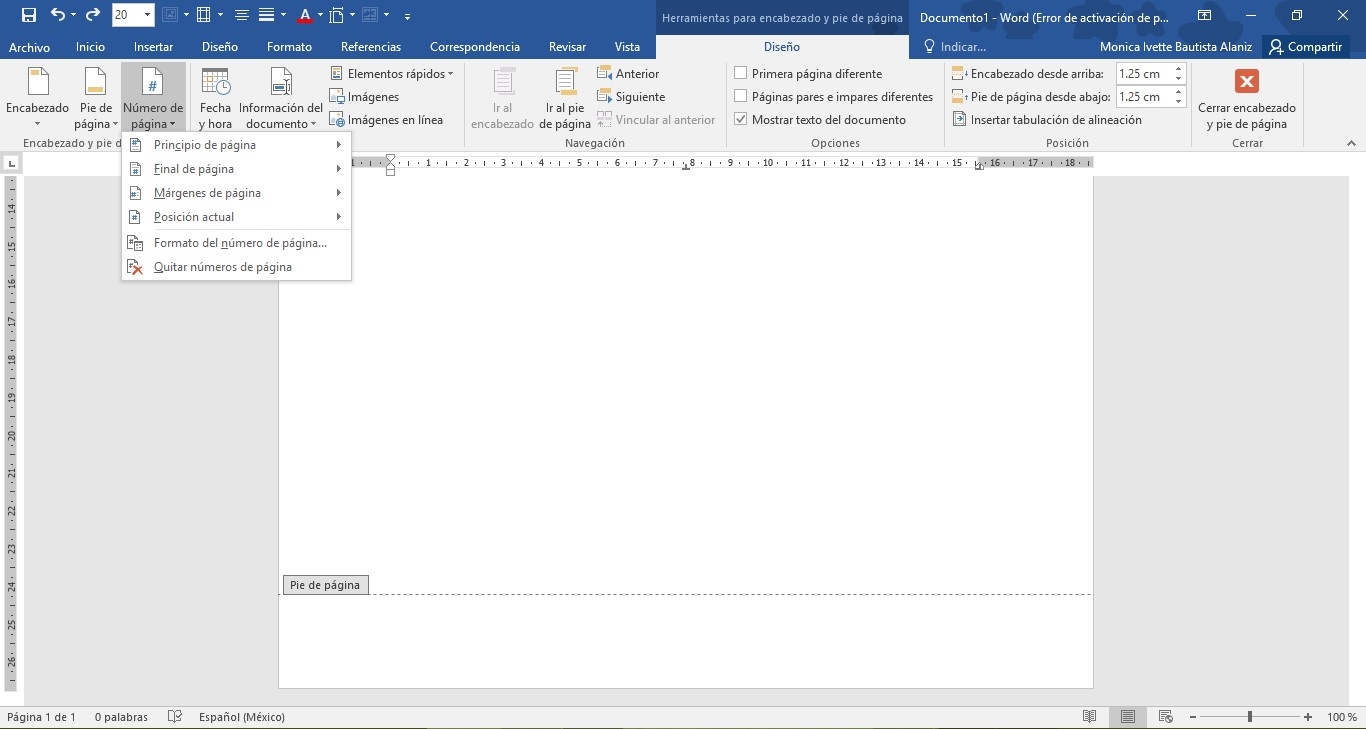 20
Herramientas para encabezado y pie de página
Documento1 - Word (Error de activación de p...
Archivo Inicio Insertar Diseño Formato Referencias Correspondencia Revisar Vista Diseño Indicar... Monica Ivette Bautista Alaniz Compartir
Encabezado
Pie de página
# Número de página
Fecha y hora
Información del documento
Elementos rápidos
Imágenes
Imágenes en línea
Ir al encabezado
Ir al pie de página
Anterior
Siguiente
Vincular al anterior
Primera página diferente
Páginas pares e impares diferentes
Mostrar texto del documento
Encabezado desde arriba: 1.25 cm
Pie de página desde abajo: 1.25 cm
Insertar tabulación de alineación
Cerrar encabezado
y pie de página
Encabezado y pie d
Navegación
Opciones
Posición
Cerrar
Principio de página
Final de página
Márgenes de página
Posición actual
Formato del número de página...
Quitar números de página
1 1 2 3 4 5 6 7 8 9 10 11 12 13 14 15 16 17 18
14
15
16
17
18
19
20
21
22
23
24
25
26
Pie de página
Página 1 de 1 0 palabras Español (México) 100 %